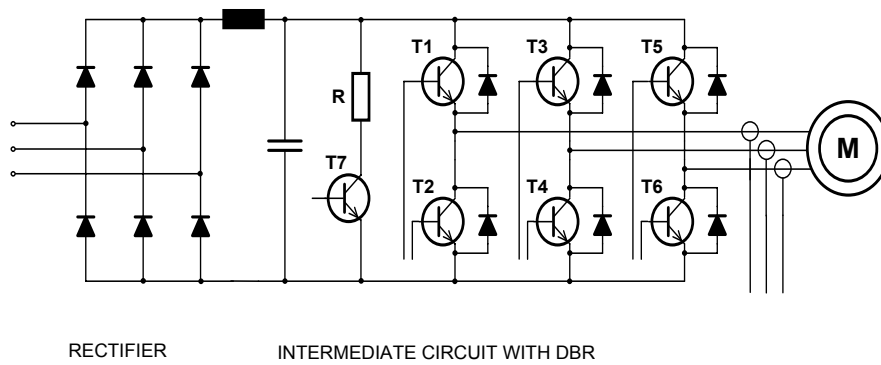 T1 T3 T5
R
M
T7
T2 T4 T6
RECTIFIER INTERMEDIATE CIRCUIT WITH DBR